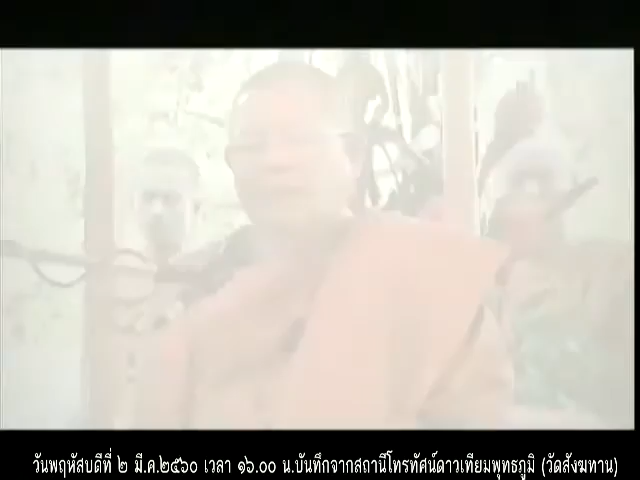 วันพฤหัสบดีที่ ๒ มี.ค.๒๕๖๐ เวลา ๑๖.๐๐ น.บันทึกจากสถานีโทรทัศน์ดาวเทียมพุทธภูมิ (วัดสังฆทาน)